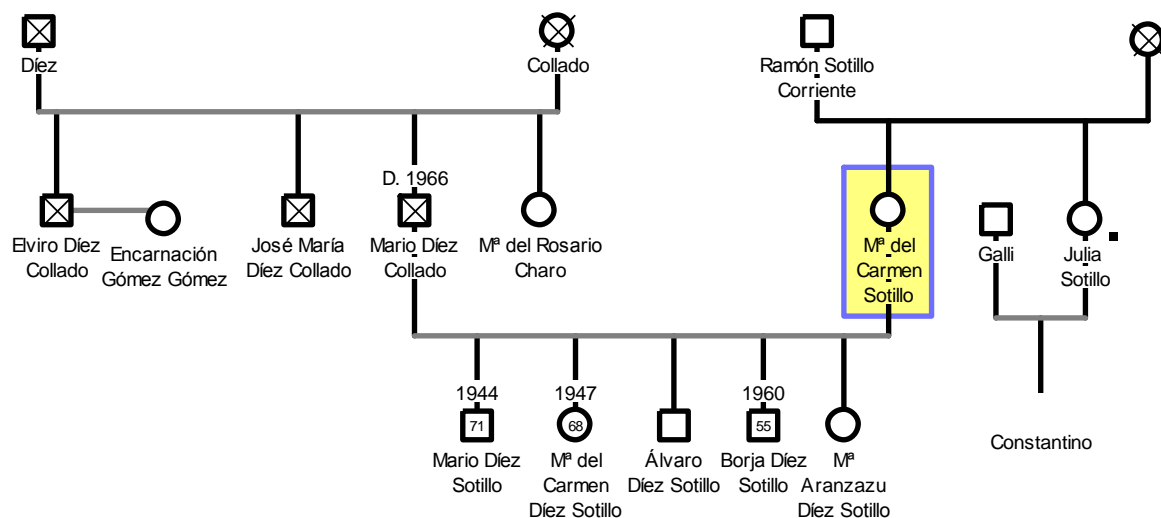 Díez
Collado
Ramón Sotillo
Corriente
D. 1966
Elviro Díez
Collado
Encarnación
Gómez Gómez
José María
Díez Collado
Mario Díez
Collado
Mª del Rosario
Charo
Mª del
Carmen
Sotillo
Galli
Julia
Sotillo
1944
71
Mario Díez
Sotillo
1947
68
Mª del
Carmen
Díez Sotillo
Álvaro
Díez Sotillo
1960
55
Borja Díez
Sotillo
Mª
Aranzazu
Díez Sotillo
Constantino